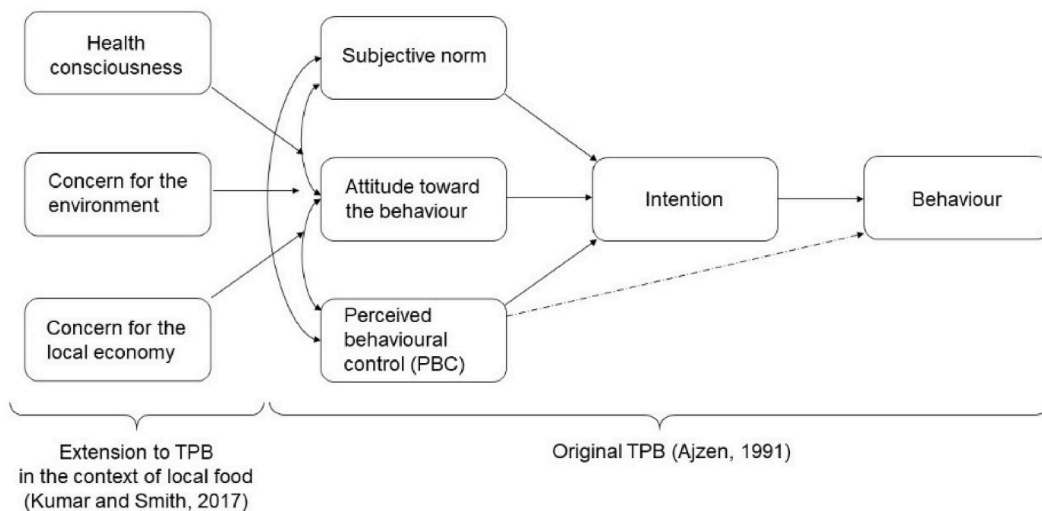 Health
consciousness
Concern for the
environment
Concern for the
local economy
Subjective norm
Attitude toward
the behaviour
Perceived
behavioural
control (PBC)
Intention
Behaviour
Extension to TPB
in the context of local food
(Kumar and Smith, 2017)
Original TPB (Ajzen, 1991)